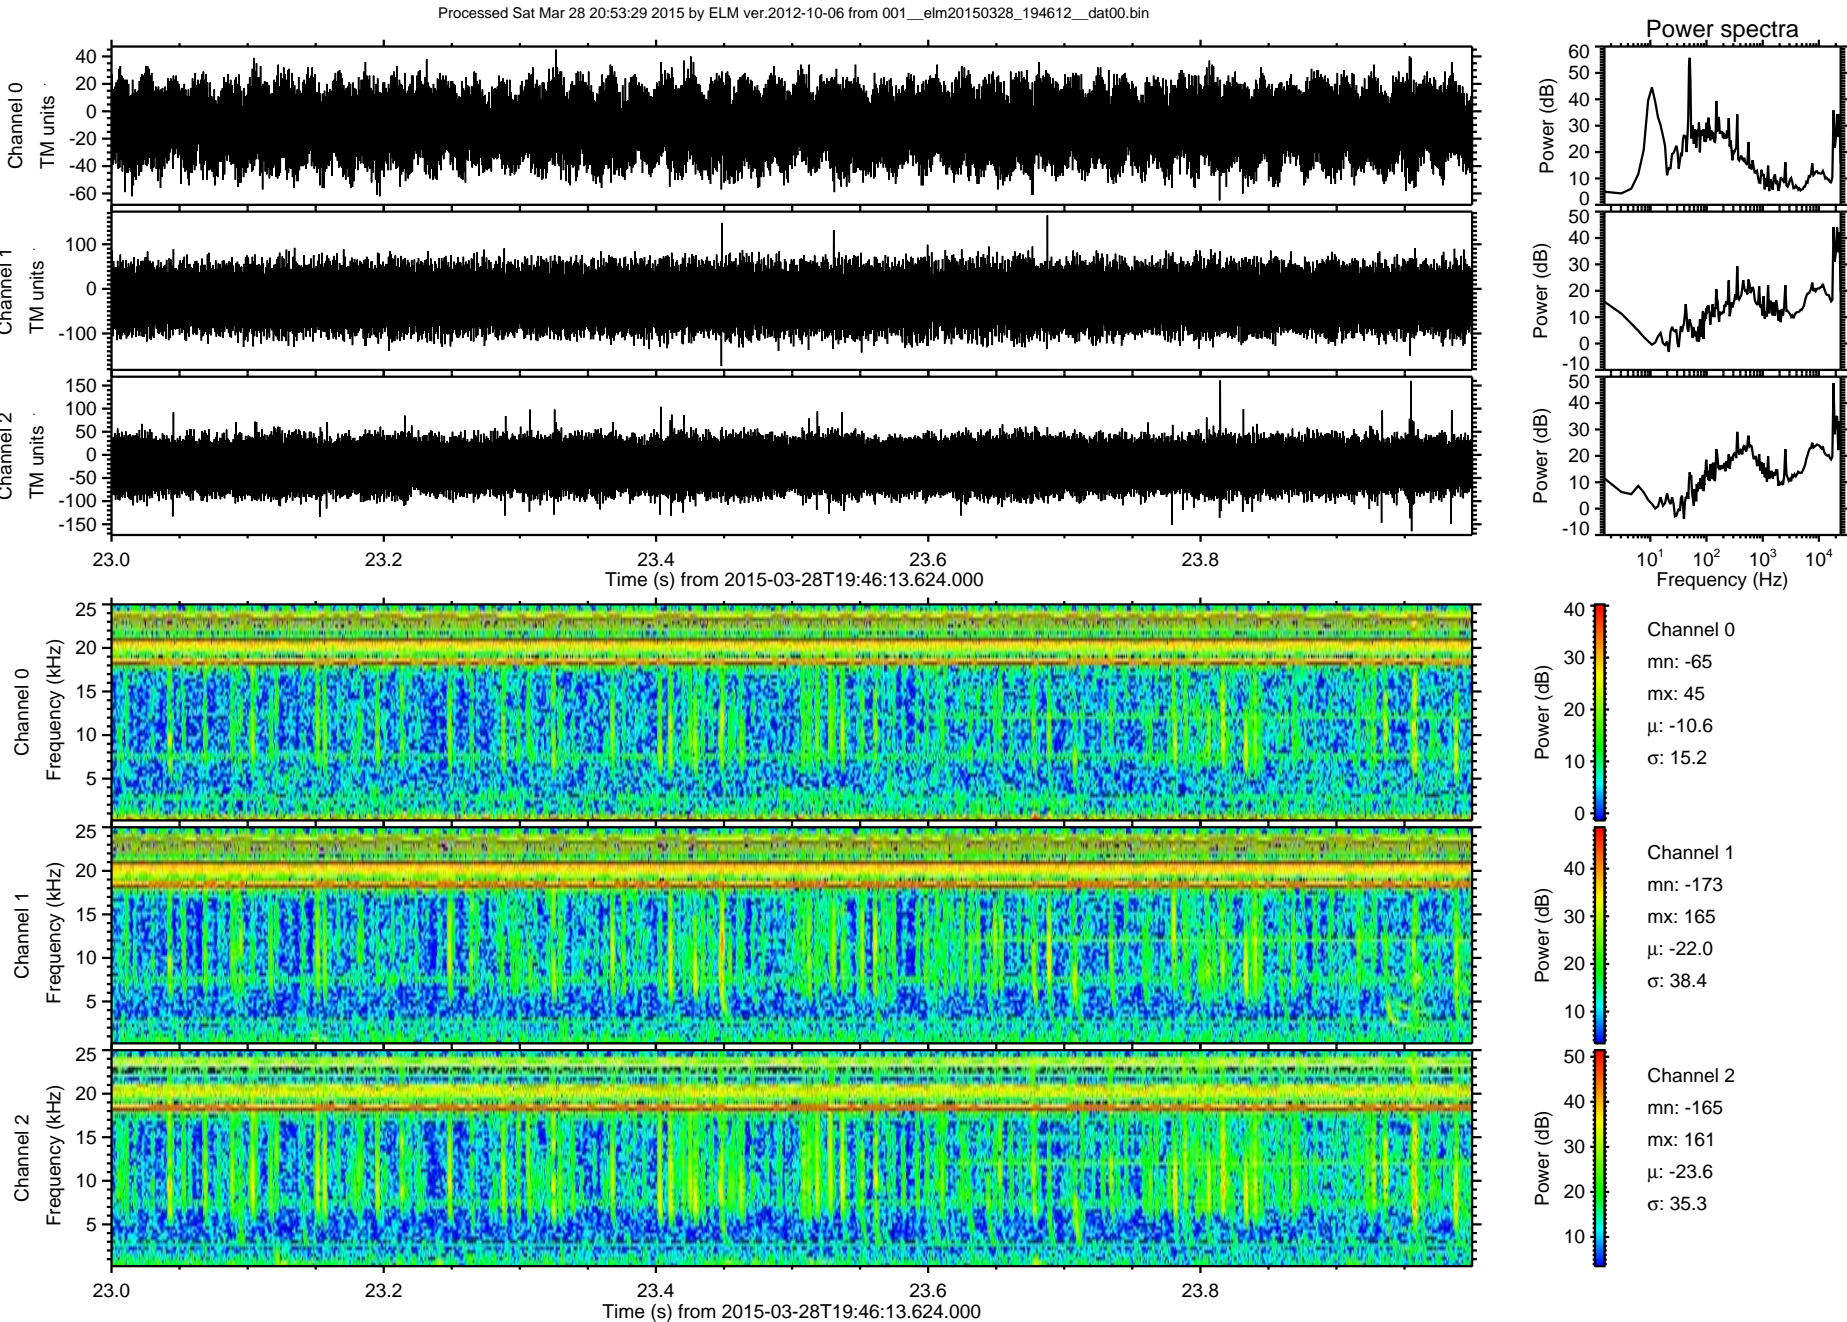 Processed Sat Mar 28 20:53:29 2015 by ELM ver.2012-10-06 from 001__elm20150328_194612__dat00.bin
Power spectra
Channel 0
TM units
40
20
0
-20
-40
-60
Power (dB)
60
50
40
30
20
10
0
Channel 1
TM units
100
0
-100
Power (dB)
50
40
30
20
10
0
-10
Channel 2
TM units
150
100
50
0
-50
-100
-150
Power (dB)
50
40
30
20
10
0
-10
23.0 23.2 23.4 23.6 23.8
Time (s) from 2015-03-28T19:46:13.624.000
10^1 10^2 10^3 10^4
Frequency (Hz)
Channel 0
Frequency (kHz)
25
20
15
10
5
Power (dB)
40
30
20
10
0
Channel 0
mn: -65
mx: 45
μ: -10.6
σ: 15.2
Channel 1
Frequency (kHz)
25
20
15
10
5
Power (dB)
40
30
20
10
Channel 1
mn: -173
mx: 165
μ: -22.0
σ: 38.4
Channel 2
Frequency (kHz)
25
20
15
10
5
Power (dB)
50
40
30
20
10
Channel 2
mn: -165
mx: 161
μ: -23.6
σ: 35.3
23.0 23.2 23.4 23.6 23.8
Time (s) from 2015-03-28T19:46:13.624.000